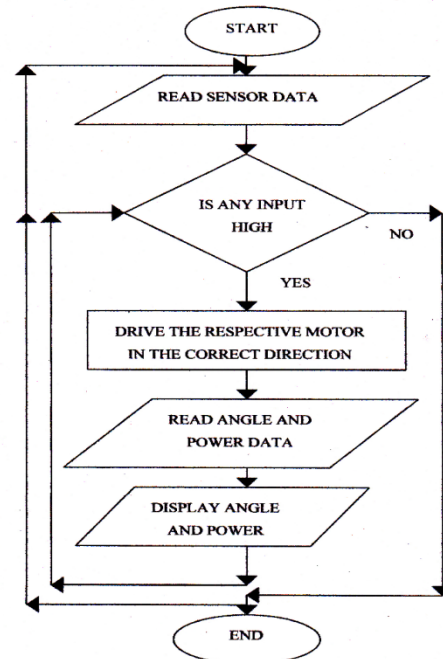 START
READ SENSOR DATA
IS ANY INPUT
HIGH
NO
YES
DRIVE THE RESPECTIVE MOTOR
IN THE CORRECT DIRECTION
READ ANGLE AND
POWER DATA
DISPLAY ANGLE
AND POWER
END